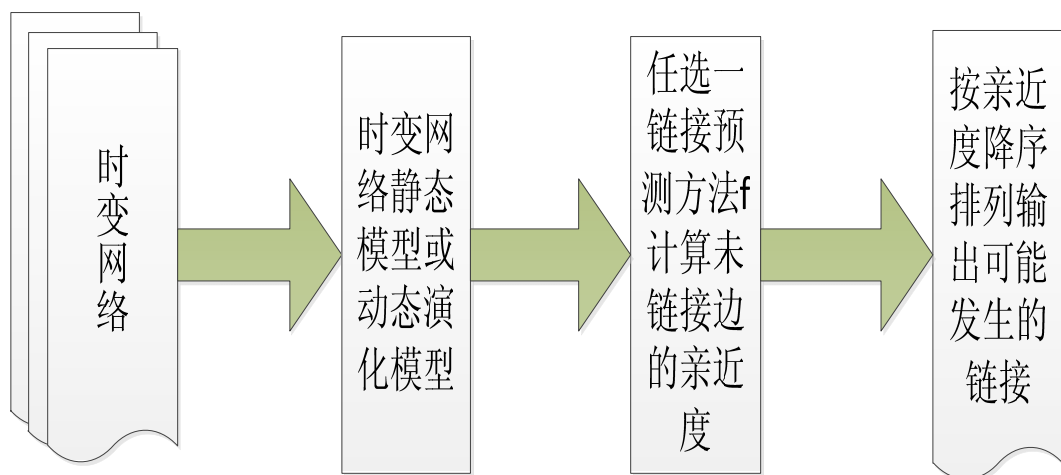 时
变
网
络
时变网
络静态
模型或
动态演
化模型
任选一
链接预
测方法f
计算未
链接边
的亲近
度
按亲近
度降序
排列输
出可能
发生的
链接